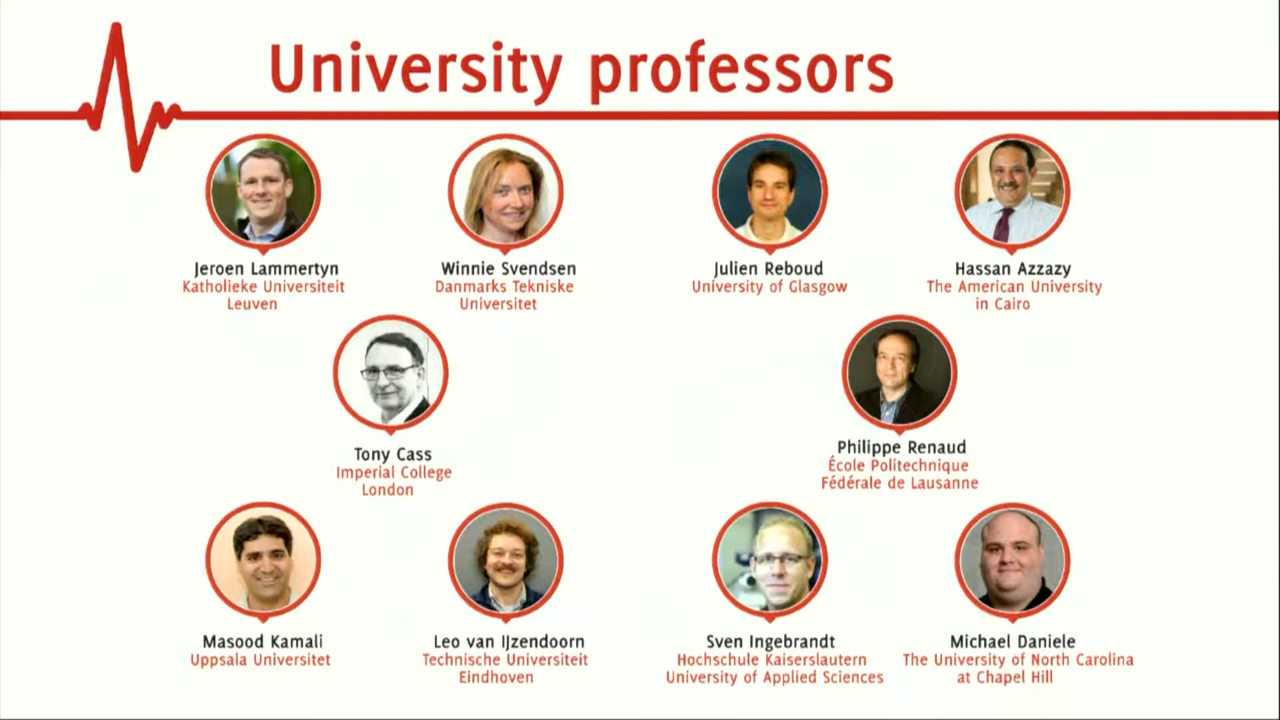 University professors
Jeroen Lammertyn
Katholieke Universiteit
Leuven
Winnie Svendsen
Danmarks Tekniske
Universitet
Julien Reboud
University of Glasgow
Hassan Azzazy
The American University
in Cairo
Tony Cass
Imperial College
London
Philippe Renaud
École Politechnique
Fédérale de Lausanne
Masood Kamali
Uppsala Universitet
Leo van IJzendoorn
Technische Universiteit
Eindhoven
Sven Ingebrandt
Hochschule Kaiserslautern
University of Applied Sciences
Michael Daniele
The University of North Carolina
at Chapel Hill